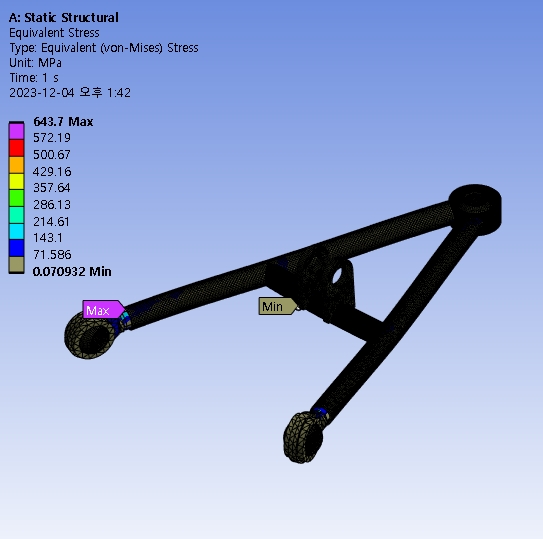 A: Static Structural
Equivalent Stress
Type: Equivalent (von-Mises) Stress
Unit: MPa
Time: 1 s
2023-12-04 오후 1:42
643.7 Max
572.19
500.67
429.16
357.64
286.13
214.61
143.1
71.586
0.070932 Min
Min
Max